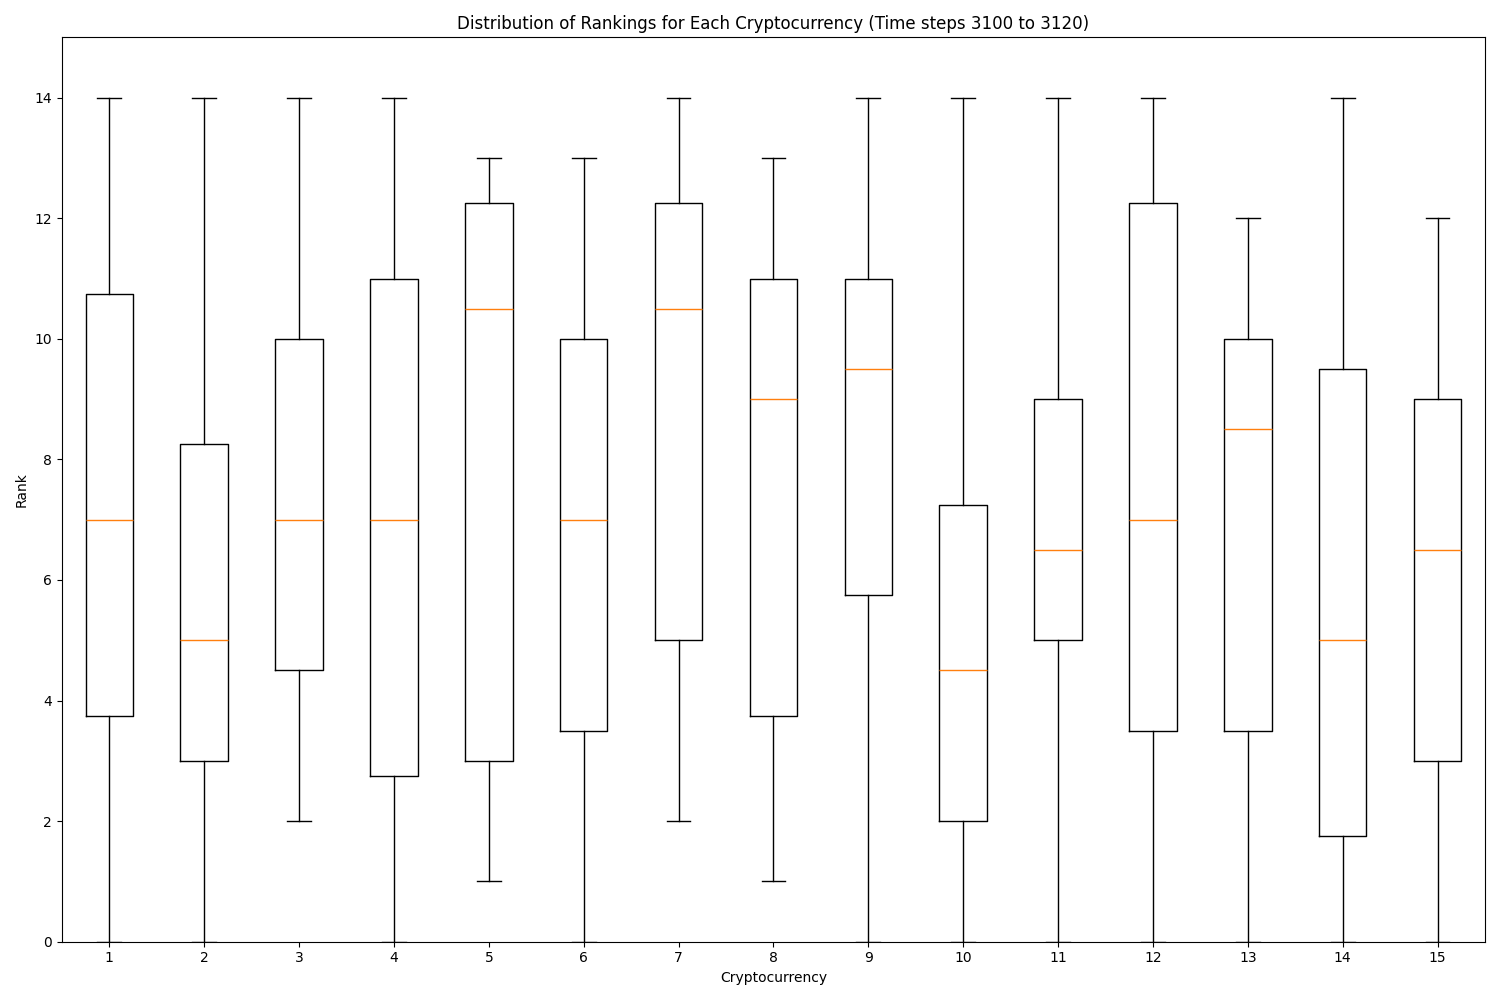 Distribution of Rankings for Each Cryptocurrency (Time steps 3100 to 3120)
14
12
10
8
6
4
2
0
Rank
1 2 3 4 5 6 7 8 9 10 11 12 13 14 15
Cryptocurrency